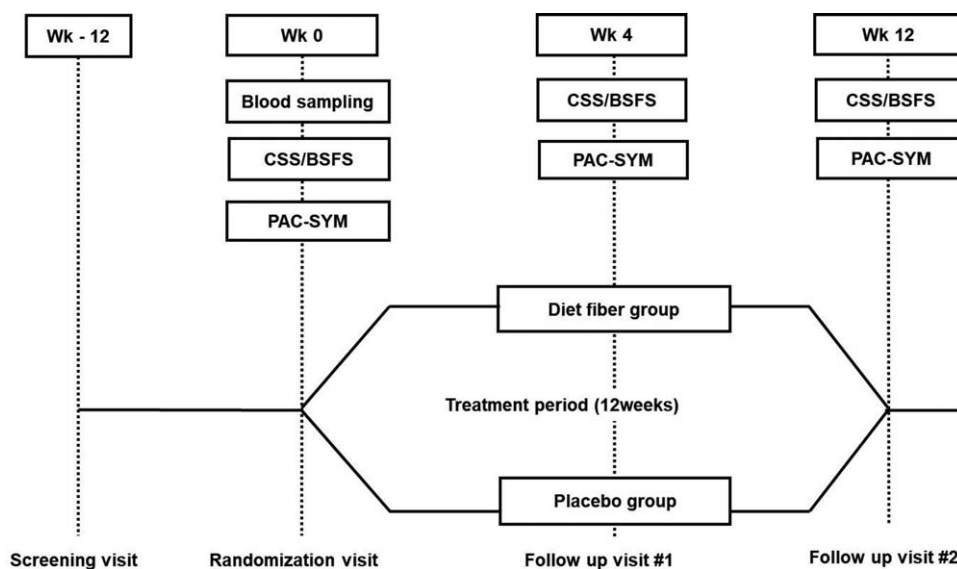 Wk - 12
Wk 0
Wk 4
Wk 12
Blood sampling
CSS/BSFS
CSS/BSFS
CSS/BSFS
PAC-SYM
PAC-SYM
PAC-SYM
Diet fiber group
Treatment period (12weeks)
Placebo group
Screening visit
Randomization visit
Follow up visit #1
Follow up visit #2